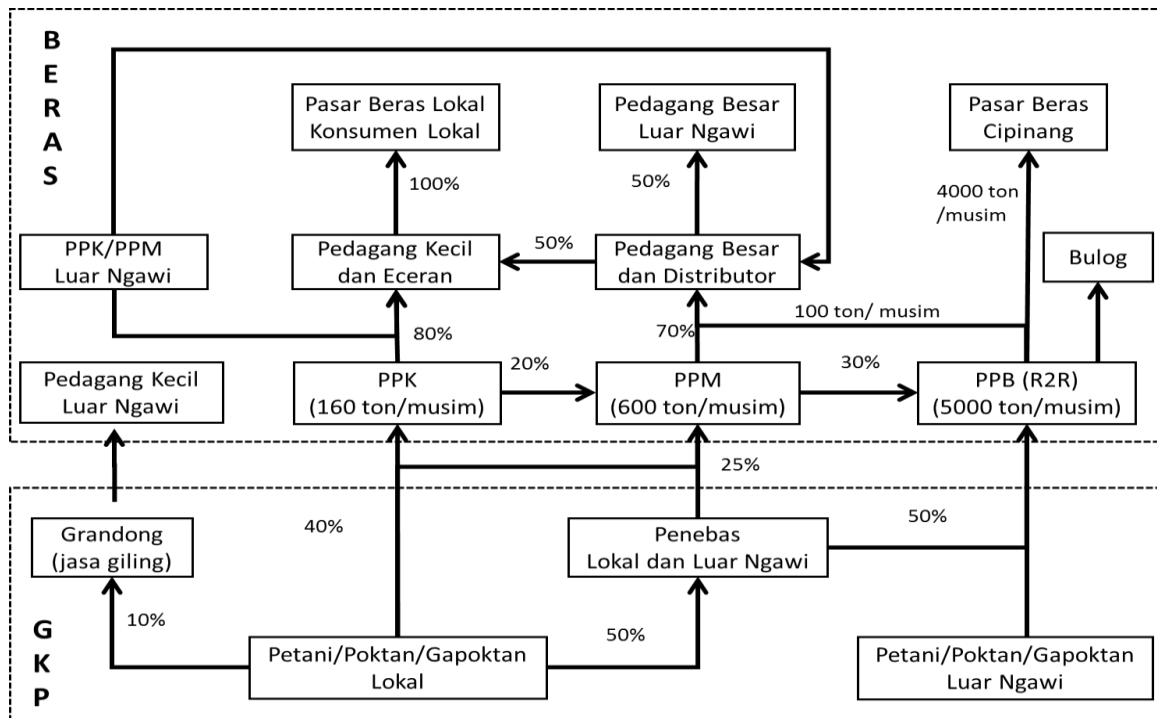 BERAS
Pasar Beras Lokal
Konsumen Lokal
Pedagang Besar
Luar Ngawi
Pasar Beras
Cipinang
100%
50%
4000 ton
/musim
PPK/PPM
Luar Ngawi
Pedagang Kecil
dan Eceran
50%
Pedagang Besar
dan Distributor
Bulog
80%
70%
100 ton/ musim
Pedagang Kecil
Luar Ngawi
PPK
(160 ton/musim)
20%
PPM
(600 ton/musim)
30%
PPB (R2R)
(5000 ton/musim)
25%
GKP
Grandong
(jasa giling)
40%
Penebas
Lokal dan Luar Ngawi
50%
10%
50%
Petani/Poktan/Gapoktan
Lokal
Petani/Poktan/Gapoktan
Luar Ngawi